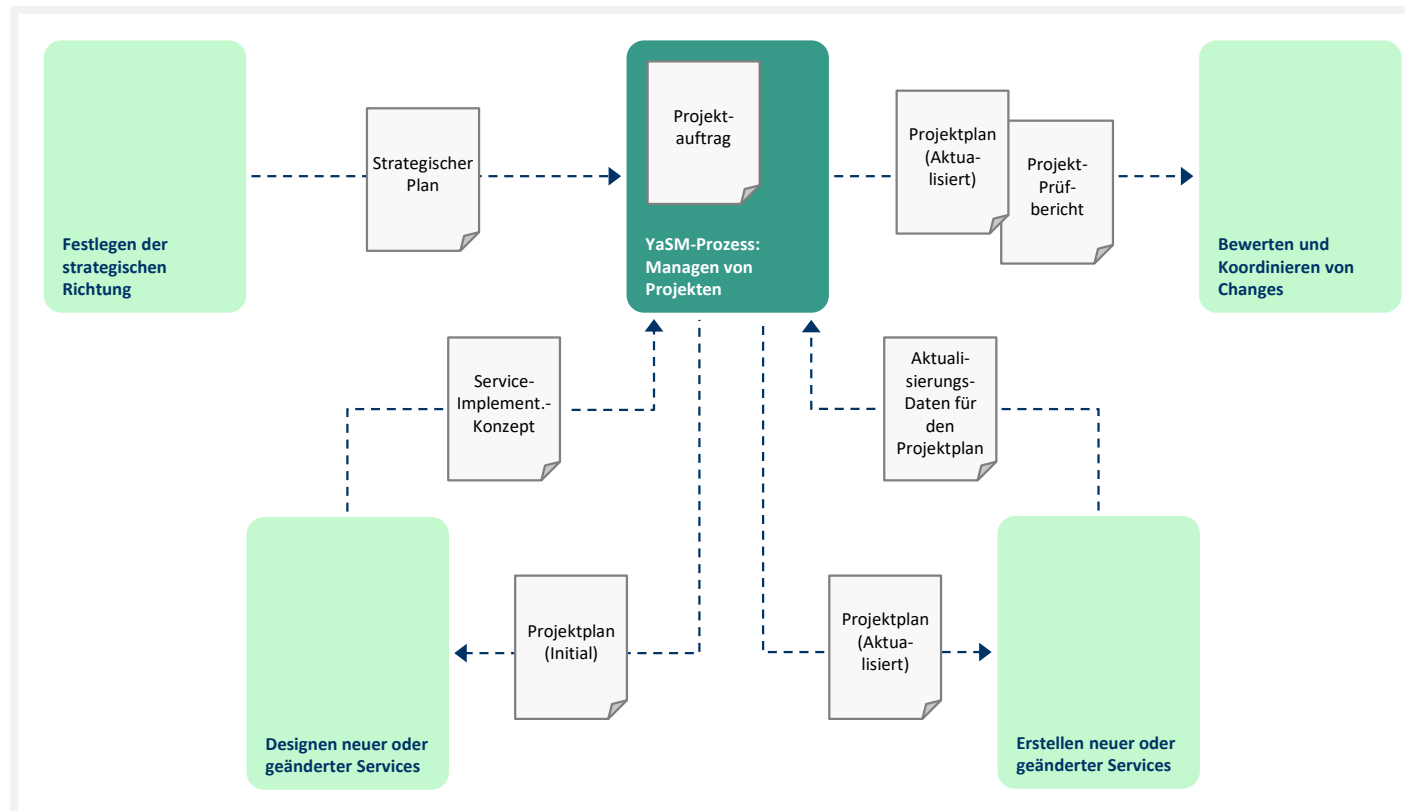 Strategischer
Plan
Festlegen der
strategischen
Richtung
Projekt-
auftrag
YaSM-Prozess:
Managen von
Projekten
Projektplan
(Aktua-
lisiert)
Projekt-
Prüf-
bericht
Bewerten und
Koordinieren von
Changes
Service-
Implement.-
Konzept
Aktuali-
sierungs-
Daten für
den
Projektplan
Projektplan
(Initial)
Projektplan
(Aktua-
lisiert)
Designen neuer oder
geänderter Services
Erstellen neuer oder
geänderter Services